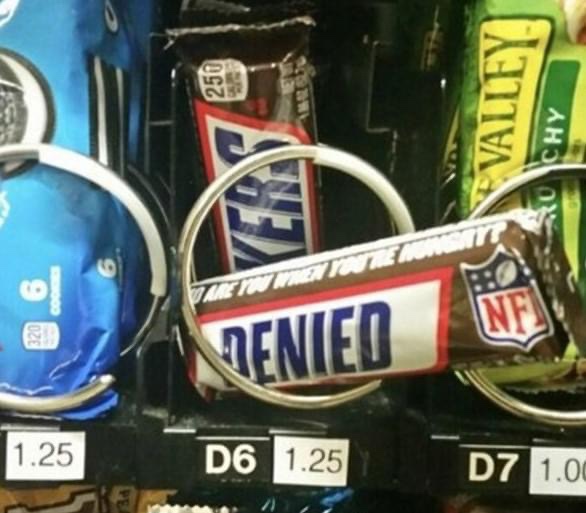 250
KERS
E VALLEY
UCHY
O ARE YOU WHEN YOU'RE HUNGRY?
DENIED
NFL
6
COOKIES
6
320
1.25
D6
1.25
D7
1.00